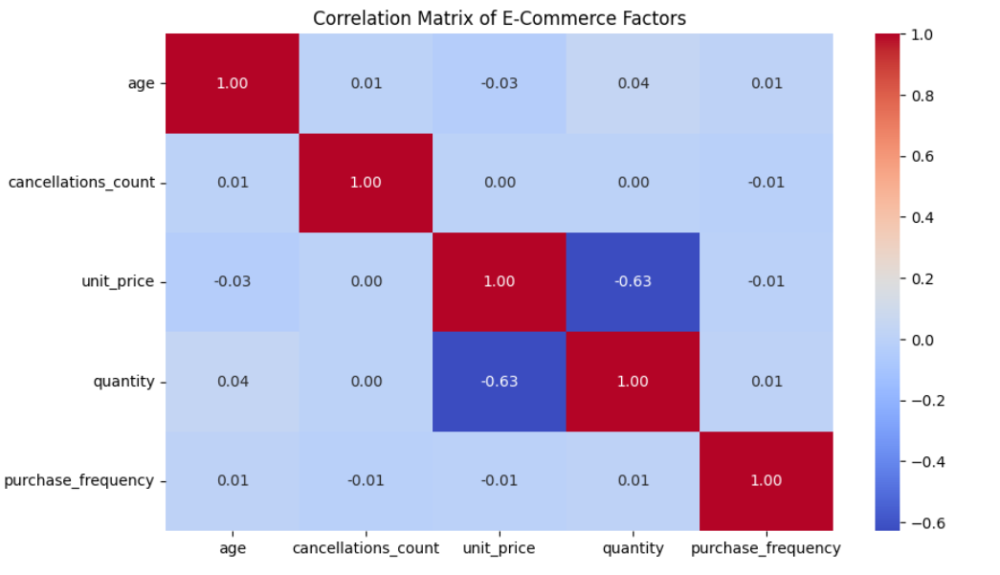 Correlation Matrix of E-Commerce Factors
age 1.00 0.01 -0.03 0.04 0.01
cancellations_count 0.01 1.00 0.00 0.00 -0.01
unit_price -0.03 0.00 1.00 -0.63 -0.01
quantity 0.04 0.00 -0.63 1.00 0.01
purchase_frequency 0.01 -0.01 -0.01 0.01 1.00
age cancellations_count unit_price quantity purchase_frequency
1.0
0.8
0.6
0.4
0.2
0.0
−0.2
−0.4
−0.6